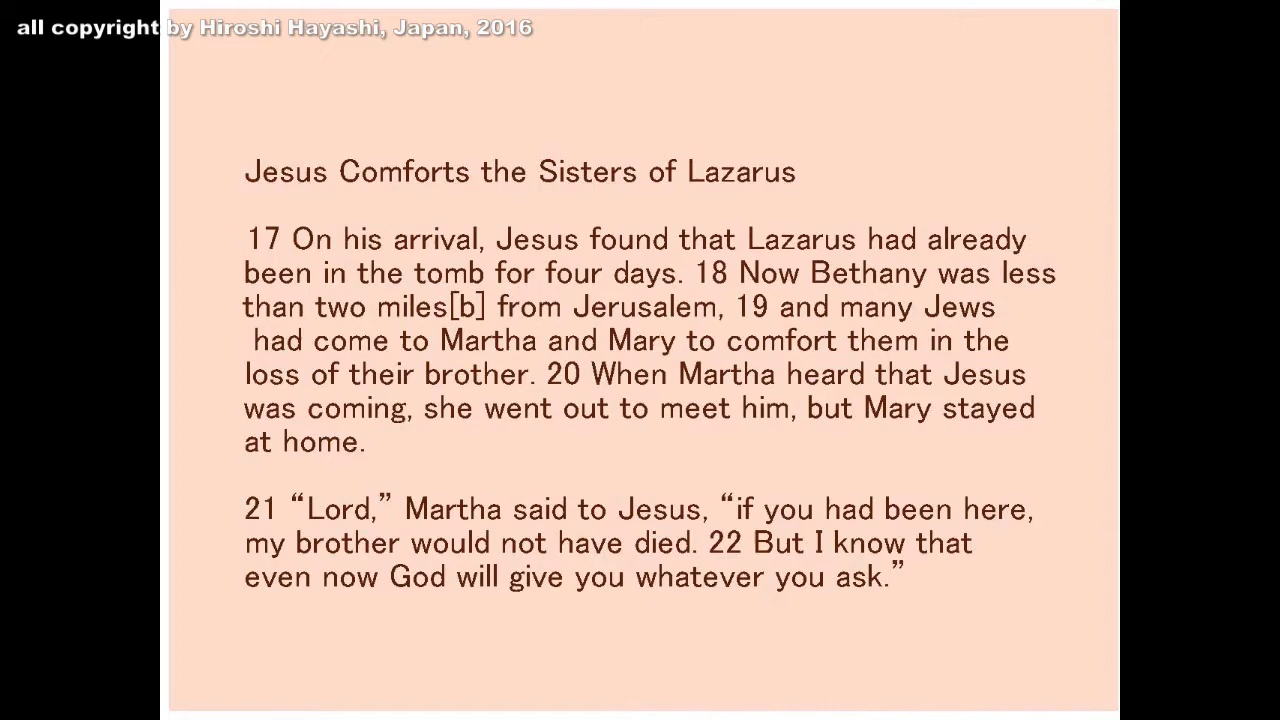 all copyright by Hiroshi Hayashi, Japan, 2016
Jesus Comforts the Sisters of Lazarus
17 On his arrival, Jesus found that Lazarus had already
been in the tomb for four days. 18 Now Bethany was less
than two miles[b] from Jerusalem, 19 and many Jews
had come to Martha and Mary to comfort them in the
loss of their brother. 20 When Martha heard that Jesus
was coming, she went out to meet him, but Mary stayed
at home.
21 “Lord,” Martha said to Jesus, “if you had been here,
my brother would not have died. 22 But I know that
even now God will give you whatever you ask.”